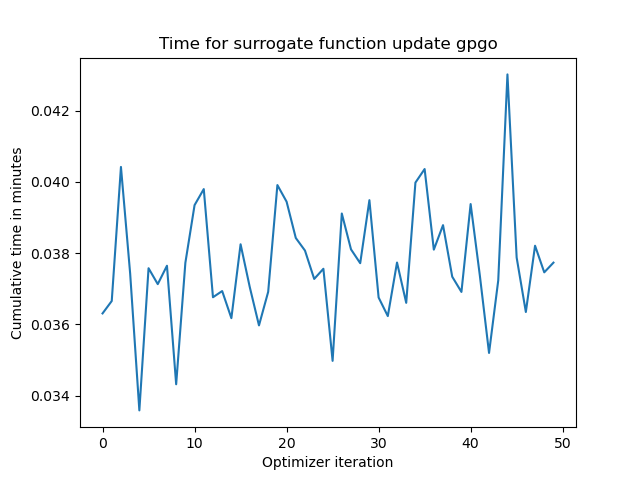 Time for surrogate function update gpgo
Cumulative time in minutes
0.042
0.040
0.038
0.036
0.034
0 10 20 30 40 50
Optimizer iteration